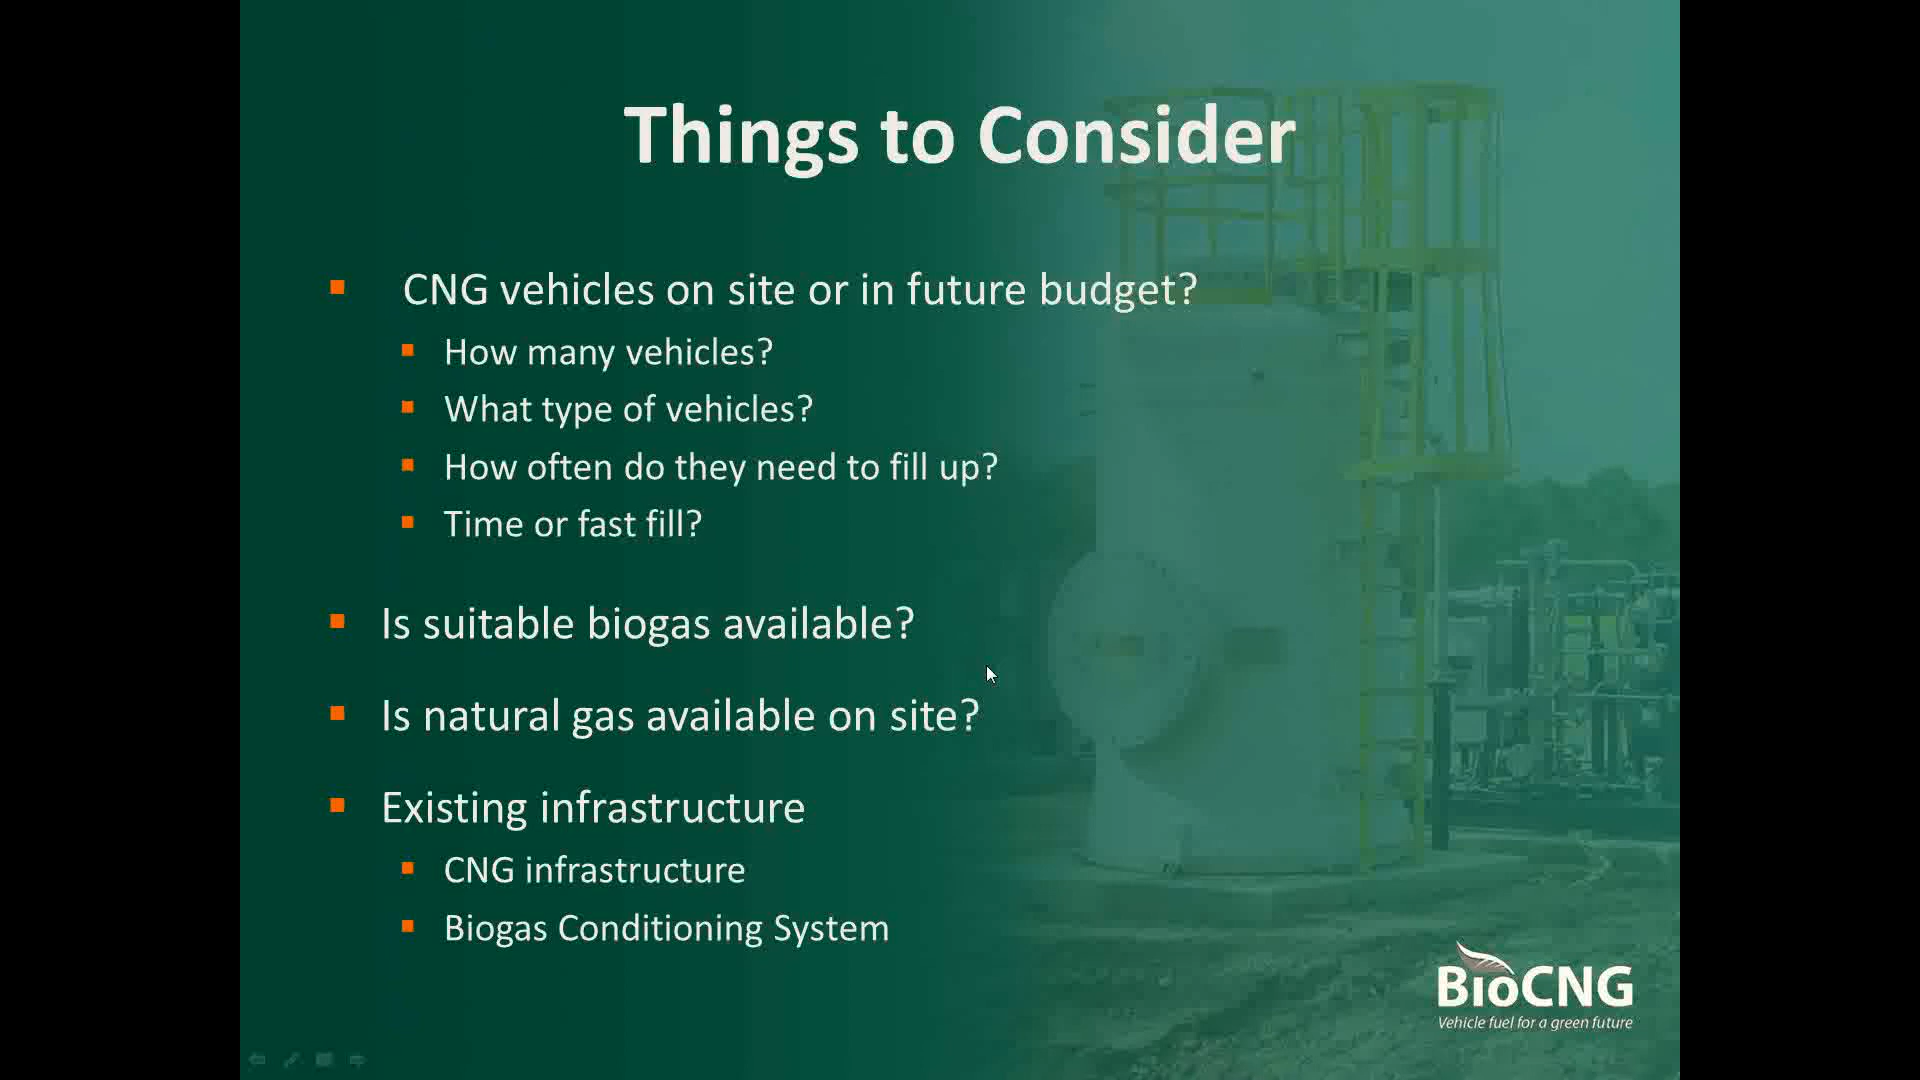 Things to Consider
CNG vehicles on site or in future budget?
How many vehicles?
What type of vehicles?
How often do they need to fill up?
Time or fast fill?
Is suitable biogas available?
Is natural gas available on site?
Existing infrastructure
CNG infrastructure
Biogas Conditioning System
BioCNG
Vehicle fuel for a green future